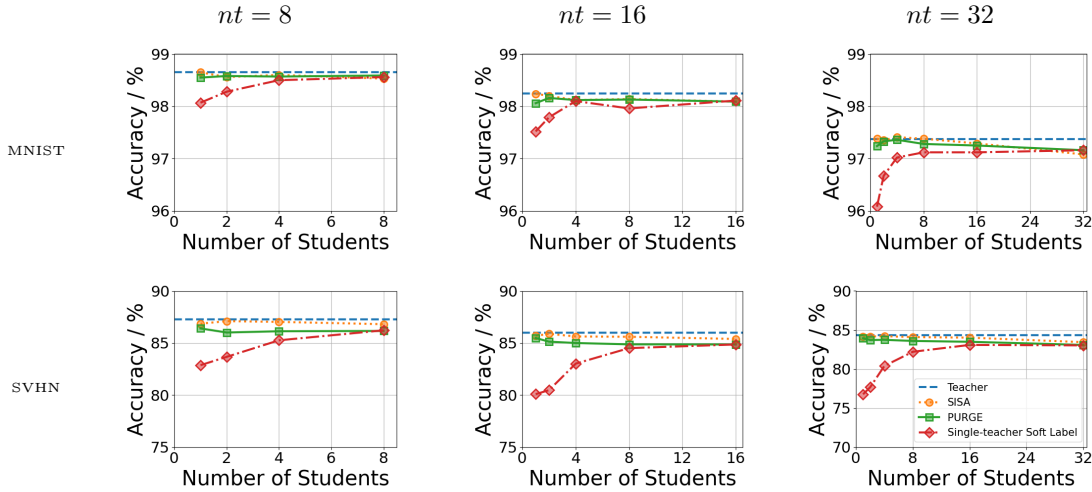 nt = 8
nt = 16
nt = 32
MNIST
Accuracy / %
99
98
97
96
0 2 4 6 8
Number of Students
Accuracy / %
99
98
97
96
0 4 8 12 16
Number of Students
Accuracy / %
99
98
97
96
0 8 16 24 32
Number of Students
SVHN
Accuracy / %
90
85
80
75
0 2 4 6 8
Number of Students
Accuracy / %
90
85
80
75
0 4 8 12 16
Number of Students
Accuracy / %
90
85
80
75
70
Teacher
SISA
PURGE
Single-teacher Soft Label
0 8 16 24 32
Number of Students